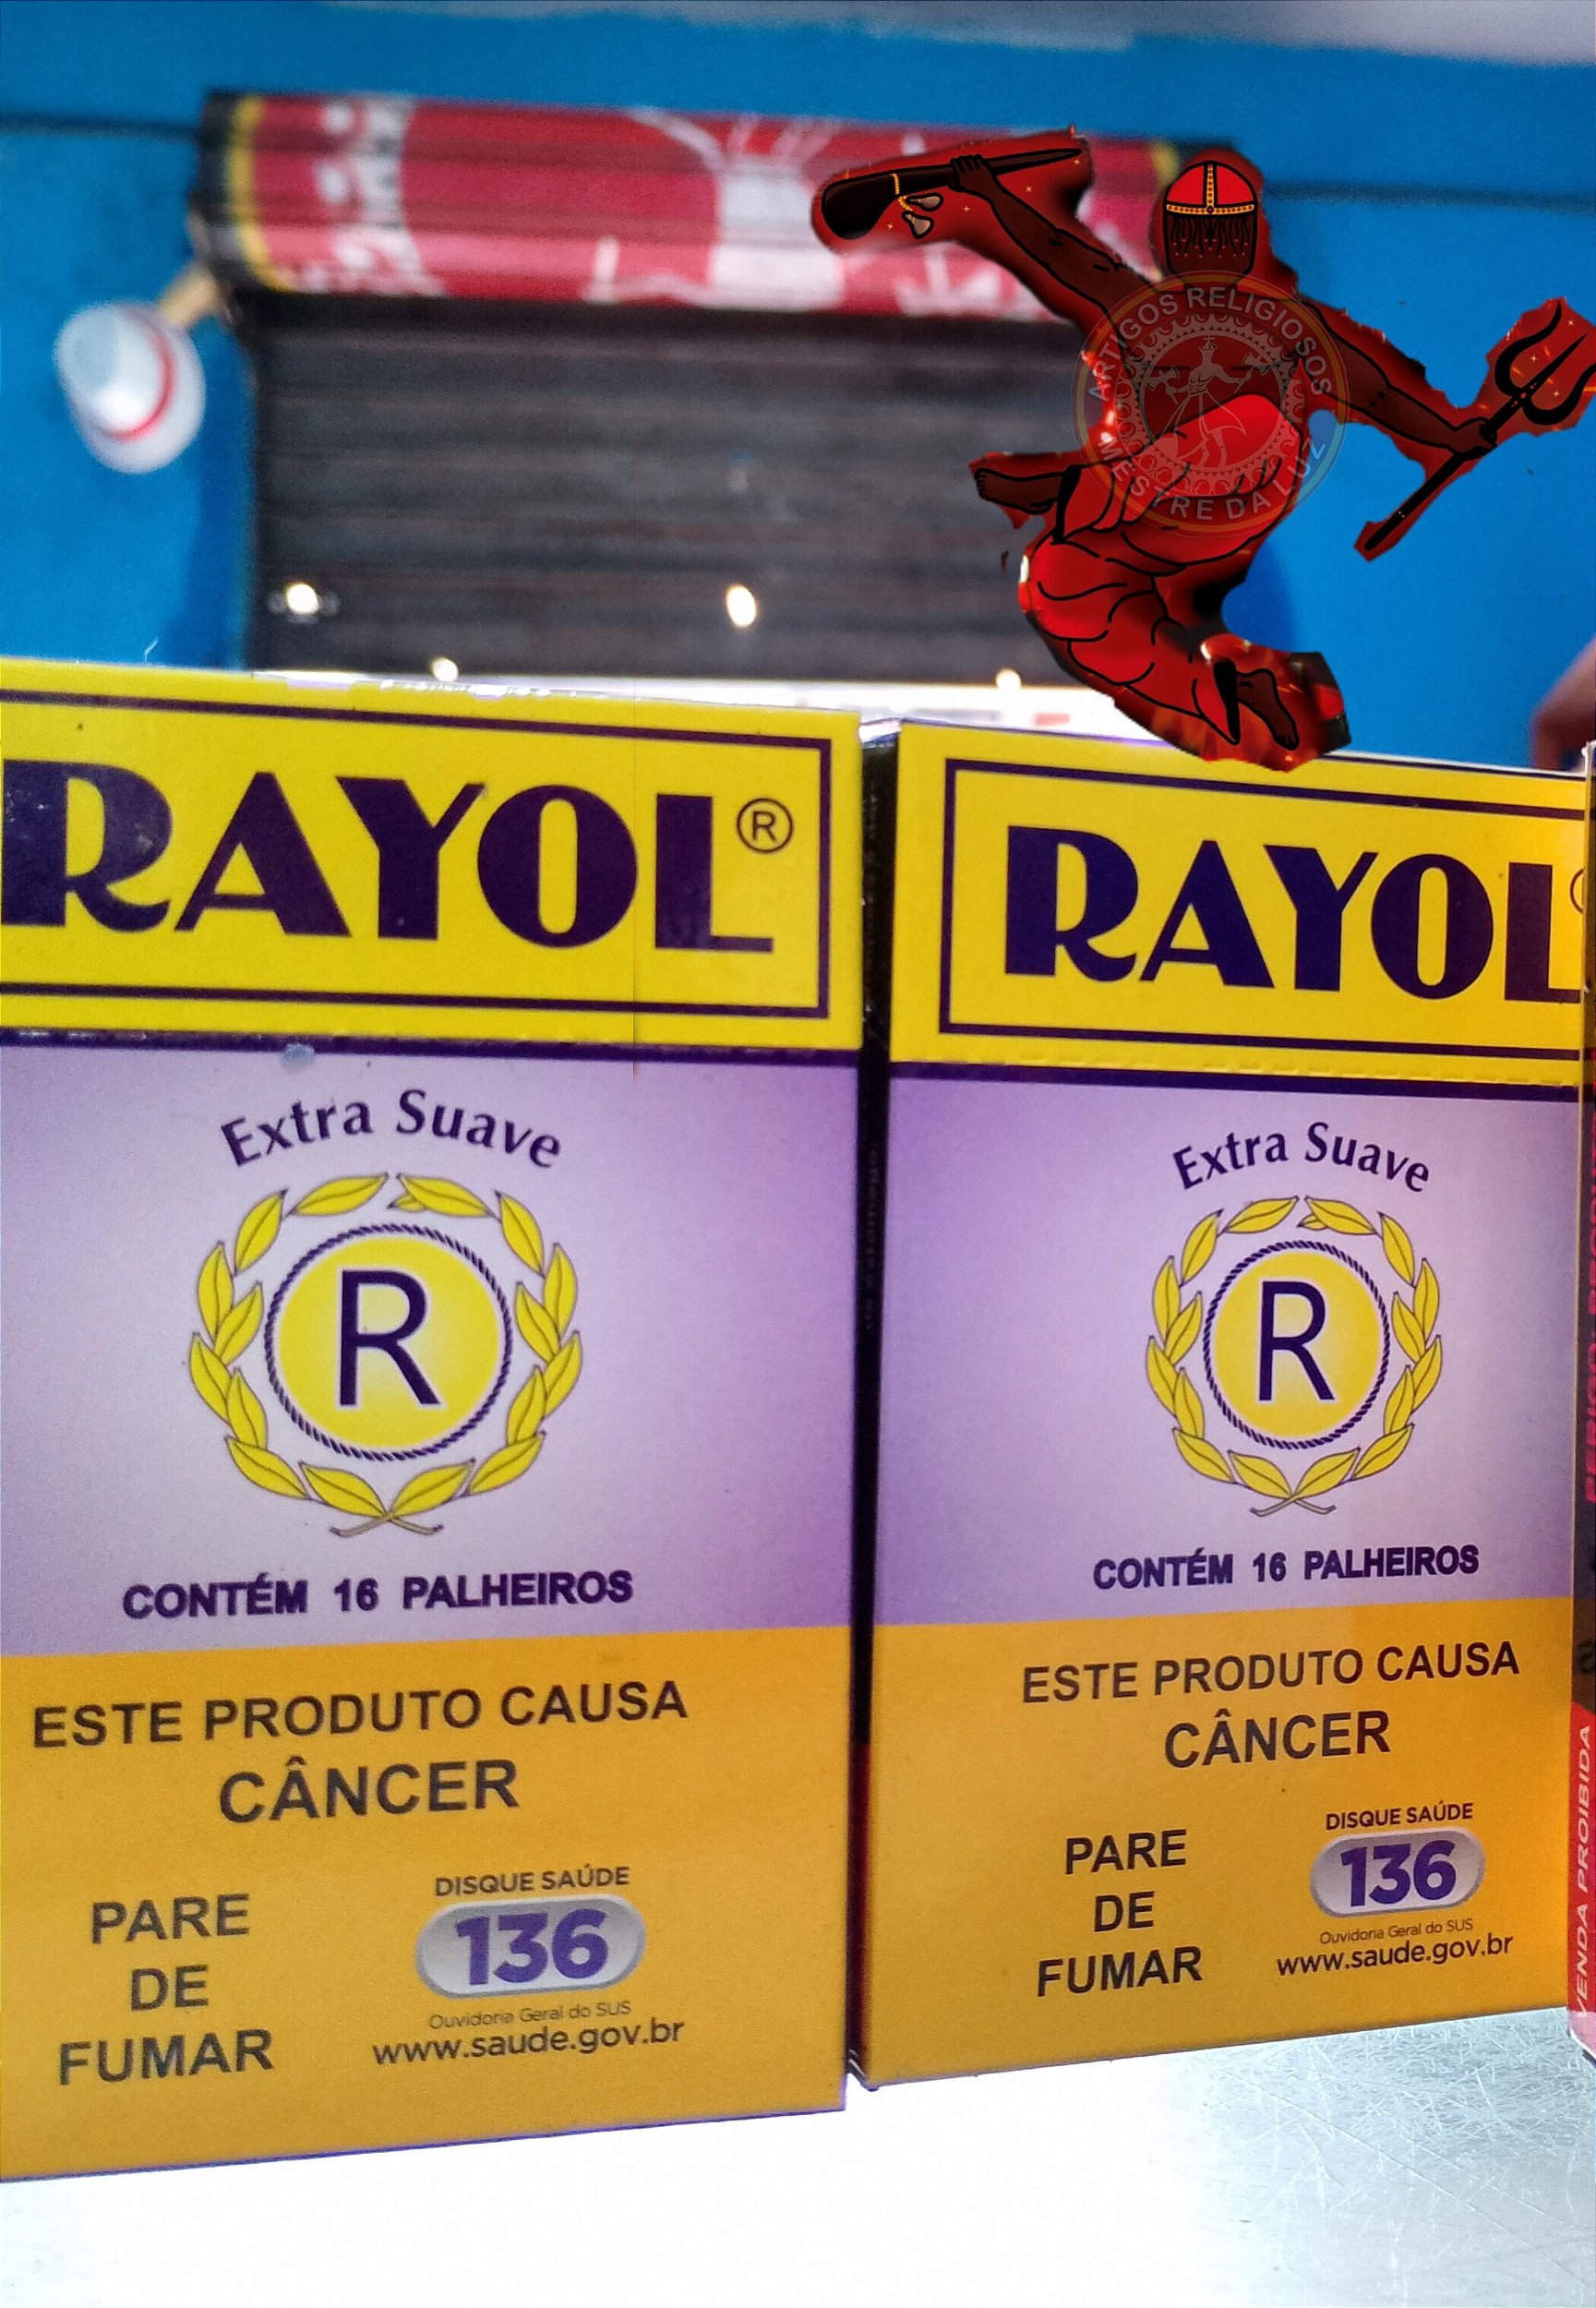 ARTIGOS RELIGIOSOS
MESTRE DA LUZ
RAYOL®
Extra Suave
R
CONTÉM 16 PALHEIROS
ESTE PRODUTO CAUSA
CÂNCER
PARE
DE
FUMAR
DISQUE SAÚDE
136
Ouvidoria Geral do SUS
www.saude.gov.br
RAYOL
Extra Suave
R
CONTÉM 16 PALHEIROS
ESTE PRODUTO CAUSA
CÂNCER
PARE
DE
FUMAR
DISQUE SAÚDE
136
Ouvidoria Geral do SUS
www.saude.gov.br
VENDA PROIBIDA